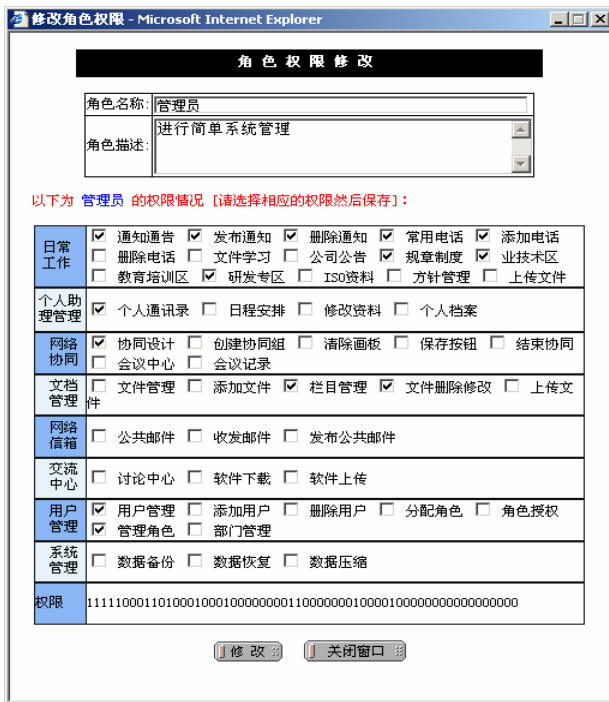 修改角色权限 - Microsoft Internet Explorer
角 色 权 限 修 改
角色名称: 管理员
角色描述: 进行简单系统管理
以下为 管理员 的权限情况 [请选择相应的权限然后保存]:
日常工作
通知通告 发布通知 删除通知 常用电话 添加电话
删除电话 文件学习 公司公告 规章制度 业技术区
教育培训区 研发专区 ISO资料 方针管理 上传文件
个人助理管理
个人通讯录 日程安排 修改资料 个人档案
网络协同
协同设计 创建协同组 清除画板 保存按钮 结束协同
会议中心 会议记录
文档管理
文件管理 添加文件 栏目管理 文件删除修改 上传文
件
网络信箱
公共邮件 收发邮件 发布公共邮件
交流中心
讨论中心 软件下载 软件上传
用户管理
用户管理 添加用户 删除用户 分配角色 角色授权
管理角色 部门管理
系统管理
数据备份 数据恢复 数据压缩
权限
修 改 关闭窗口